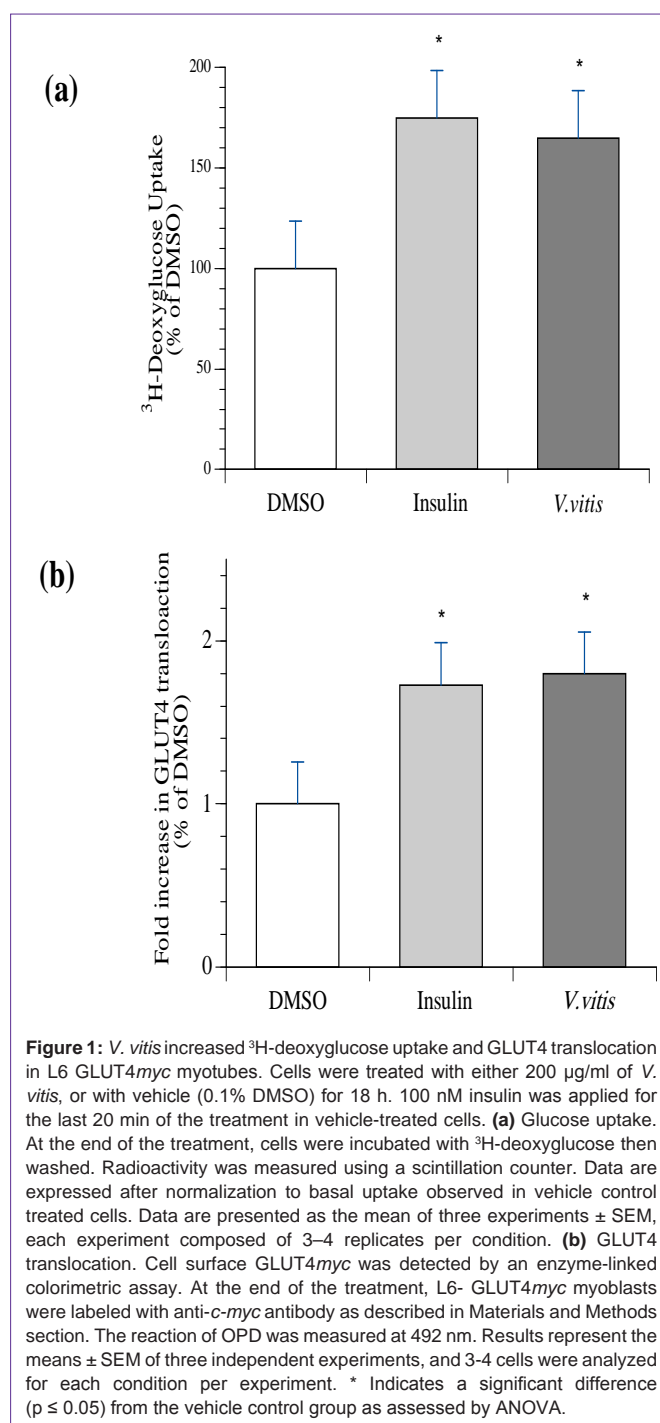 (a)
* *
200
150
100
50
0
³H-Deoxyglucose Uptake
(% of DMSO)
DMSO Insulin V.vitis
(b)
* *
2
1
0
Fold increase in GLUT4 transloaction
(% of DMSO)
DMSO Insulin V.vitis
Figure 1: V. vitis increased ³H-deoxyglucose uptake and GLUT4 translocation
in L6 GLUT4myc myotubes. Cells were treated with either 200 µg/ml of V.
vitis, or with vehicle (0.1% DMSO) for 18 h. 100 nM insulin was applied for
the last 20 min of the treatment in vehicle-treated cells. (a) Glucose uptake.
At the end of the treatment, cells were incubated with ³H-deoxyglucose then
washed. Radioactivity was measured using a scintillation counter. Data are
expressed after normalization to basal uptake observed in vehicle control
treated cells. Data are presented as the mean of three experiments ± SEM,
each experiment composed of 3–4 replicates per condition. (b) GLUT4
translocation. Cell surface GLUT4myc was detected by an enzyme-linked
colorimetric assay. At the end of the treatment, L6- GLUT4myc myoblasts
were labeled with anti-c-myc antibody as described in Materials and Methods
section. The reaction of OPD was measured at 492 nm. Results represent the
means ± SEM of three independent experiments, and 3-4 cells were analyzed
for each condition per experiment. * Indicates a significant difference
(p ≤ 0.05) from the vehicle control group as assessed by ANOVA.